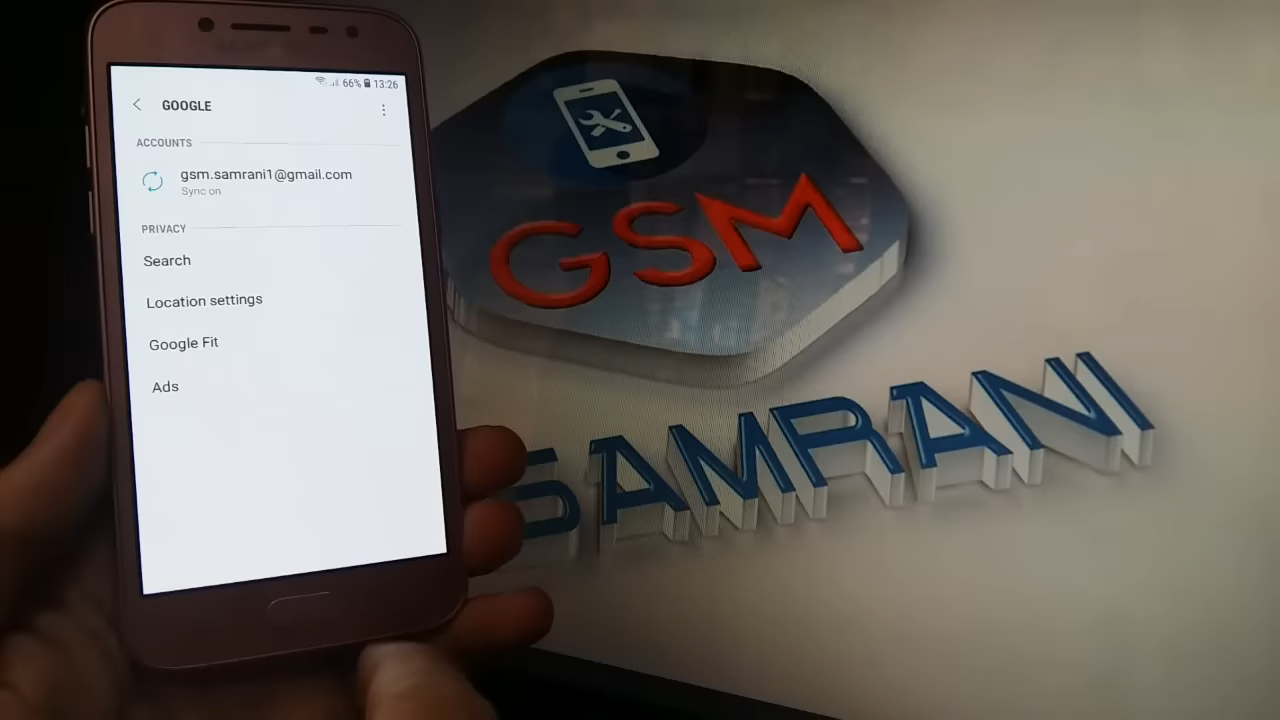 66% 13:26
GOOGLE
ACCOUNTS
gsm.samrani1@gmail.com
Sync on
PRIVACY
Search
Location settings
Google Fit
Ads
GSM
SAMRANI